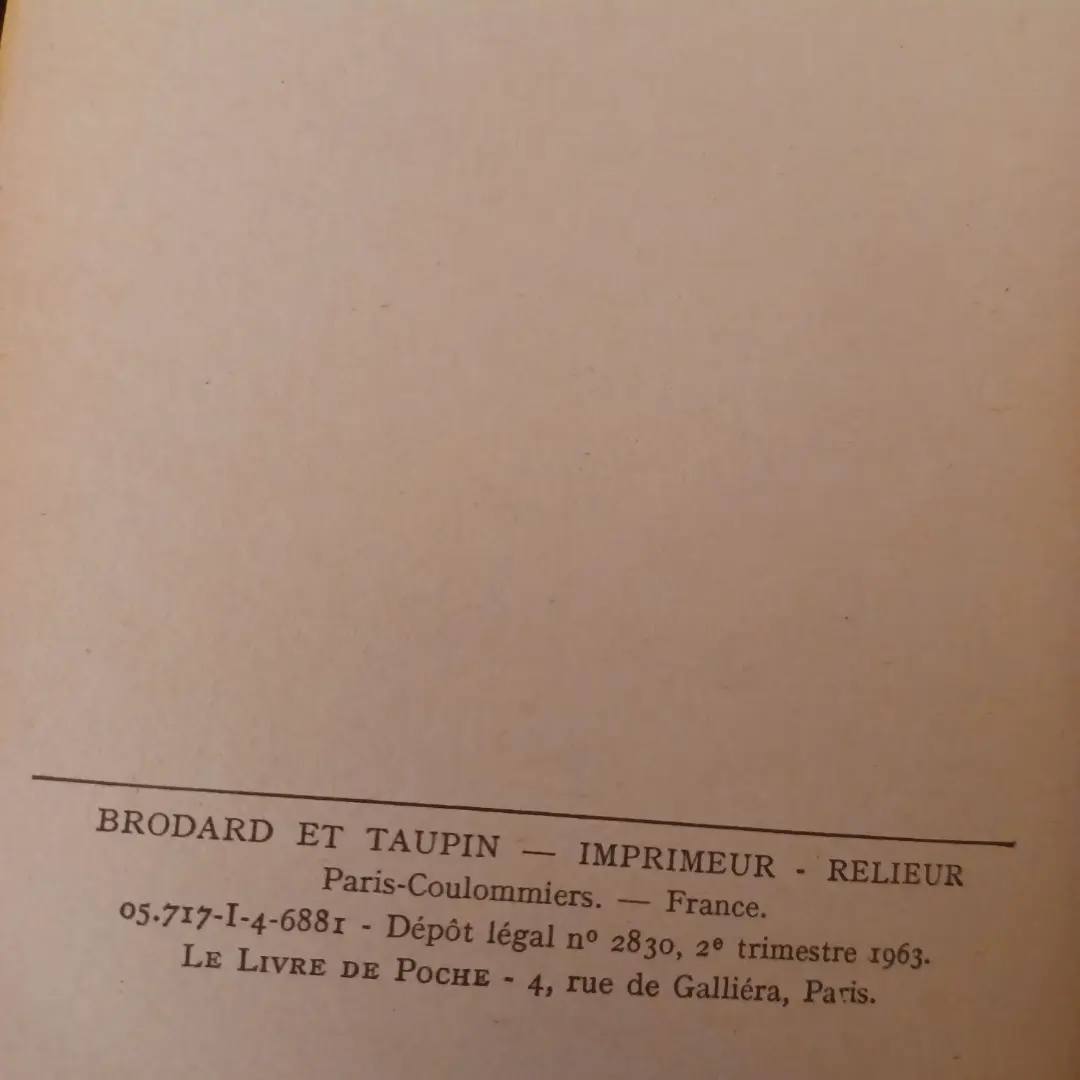 BRODARD ET TAUPIN — IMPRIMEUR - RELIEUR
Paris-Coulommiers. — France.
05.717-I-4-6881 - Dépôt légal nº 2830, 2e trimestre 1963.
LE LIVRE DE POCHE - 4, rue de Galliéra, Paris.